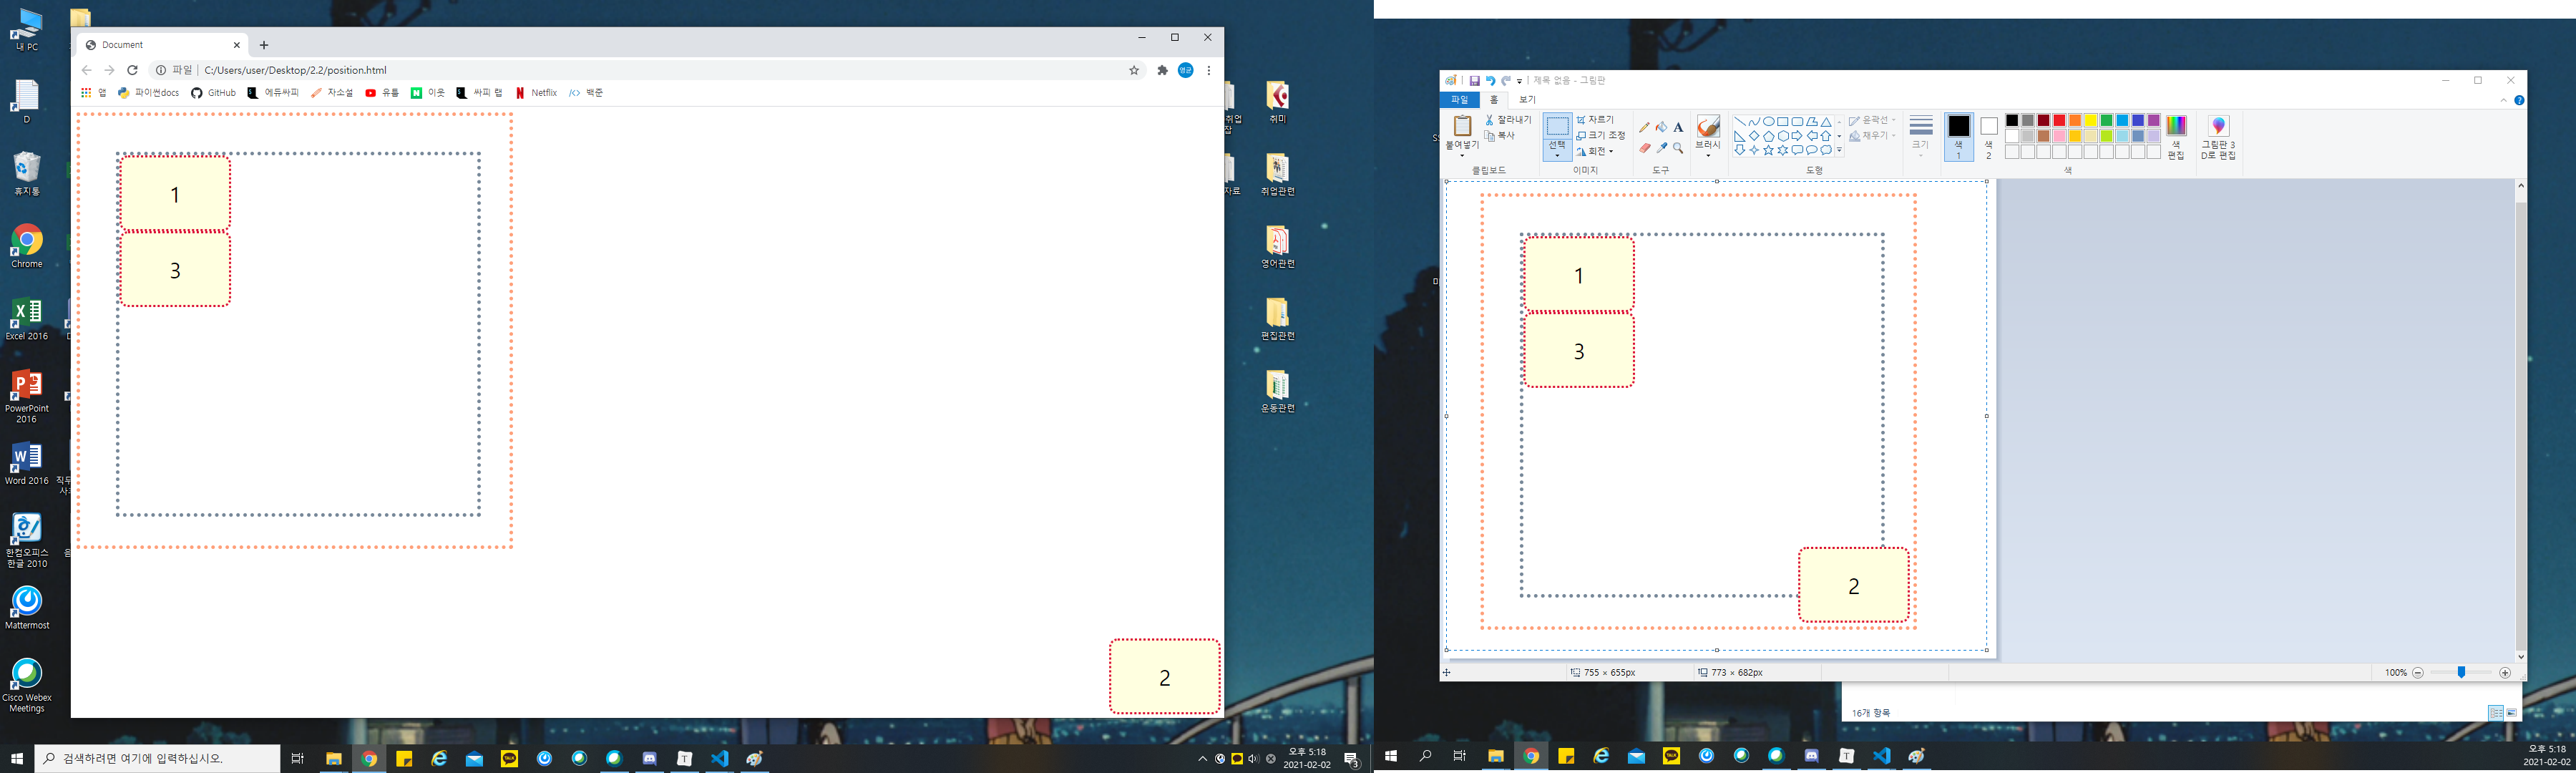 내 PC
D
휴지통
Chrome
Excel 2016
PowerPoint
2016
Word 2016
한컴오피스
한글 2010
Mattermost
Cisco Webex
Meetings
Document
파일 | C:/Users/user/Desktop/2.2/position.html
영균
앱 파이썬docs GitHub 에듀싸피 자소설 유튭 이웃 싸피 랩 Netflix 백준
1
3
2
취미
취업관련
영어관련
편집관련
운동관련
검색하려면 여기에 입력하십시오.
오후 5:18
2021-02-02
3
제목 없음 - 그림판
파일 홈 보기
붙여넣기
잘라내기
복사
클립보드
선택
자르기
크기 조정
회전
이미지
A
도구
브러시
윤곽선
채우기
도형
크기
색
1
색
2
색
편집
색
그림판 3
D로 편집
1
3
2
755 × 655px
773 × 682px
100%
16개 항목
오후 5:18
2021-02-02